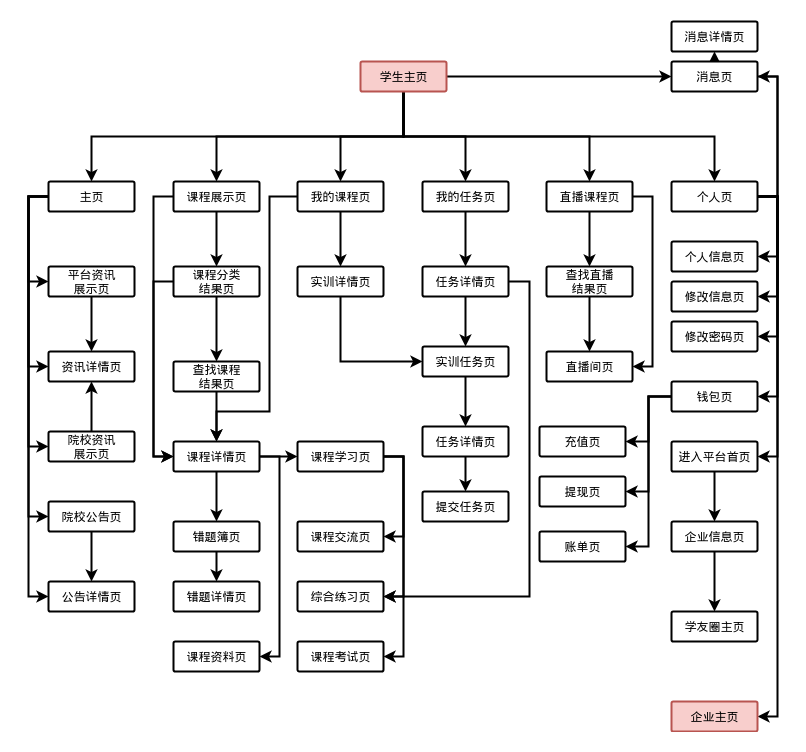 消息详情页
学生主页
消息页
主页
课程展示页
我的课程页
我的任务页
直播课程页
个人页
个人信息页
平台资讯
展示页
课程分类
结果页
实训详情页
任务详情页
查找直播
结果页
修改信息页
修改密码页
资讯详情页
查找课程
结果页
实训任务页
直播间页
钱包页
院校资讯
展示页
课程详情页
课程学习页
任务详情页
充值页
进入平台首页
提现页
院校公告页
提交任务页
错题簿页
课程交流页
账单页
企业信息页
公告详情页
错题详情页
综合练习页
学友圈主页
课程资料页
课程考试页
企业主页